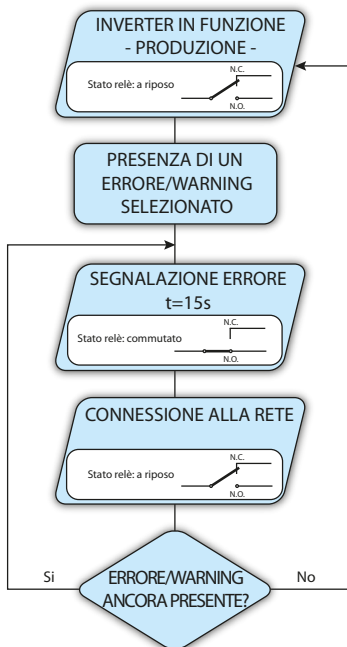 INVERTER IN FUNZIONE
- PRODUZIONE -
N.C.
Stato relè: a riposo
N.O.
PRESENZA DI UN
ERRORE/WARNING
SELEZIONATO
SEGNALAZIONE ERRORE
t=15s
N.C.
Stato relè: commutato
N.O.
CONNESSIONE ALLA RETE
N.C.
Stato relè: a riposo
N.O.
Si
ERRORE/WARNING
ANCORA PRESENTE?
No